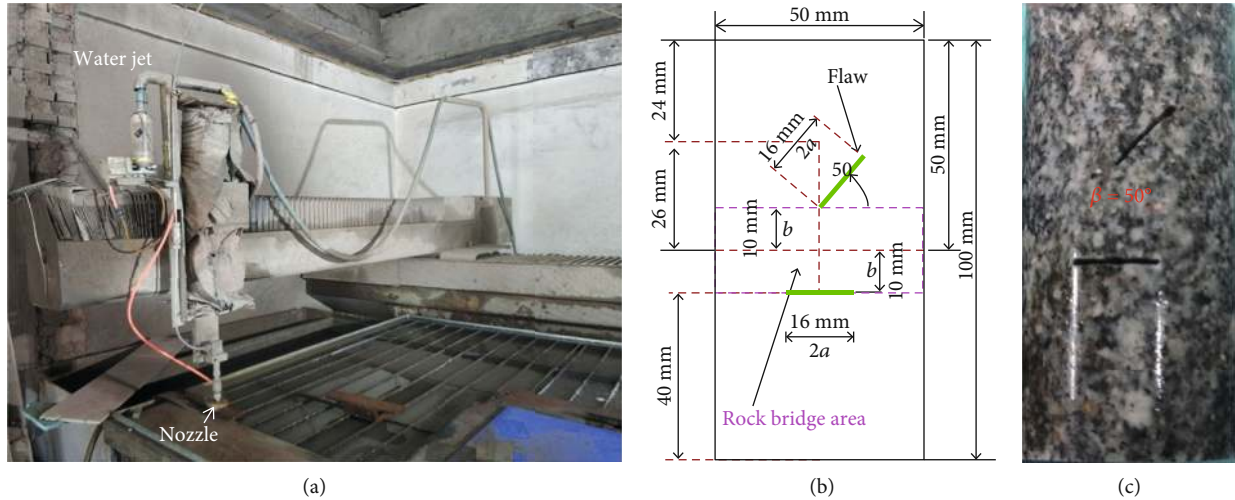 Water jet
Nozzle
(a)
50 mm
24 mm
26 mm
40 mm
16 mm
2a
Flaw
50
10 mm
b
b
10 mm
50 mm
100 mm
16 mm
2a
Rock bridge area
(b)
β = 50°
(c)